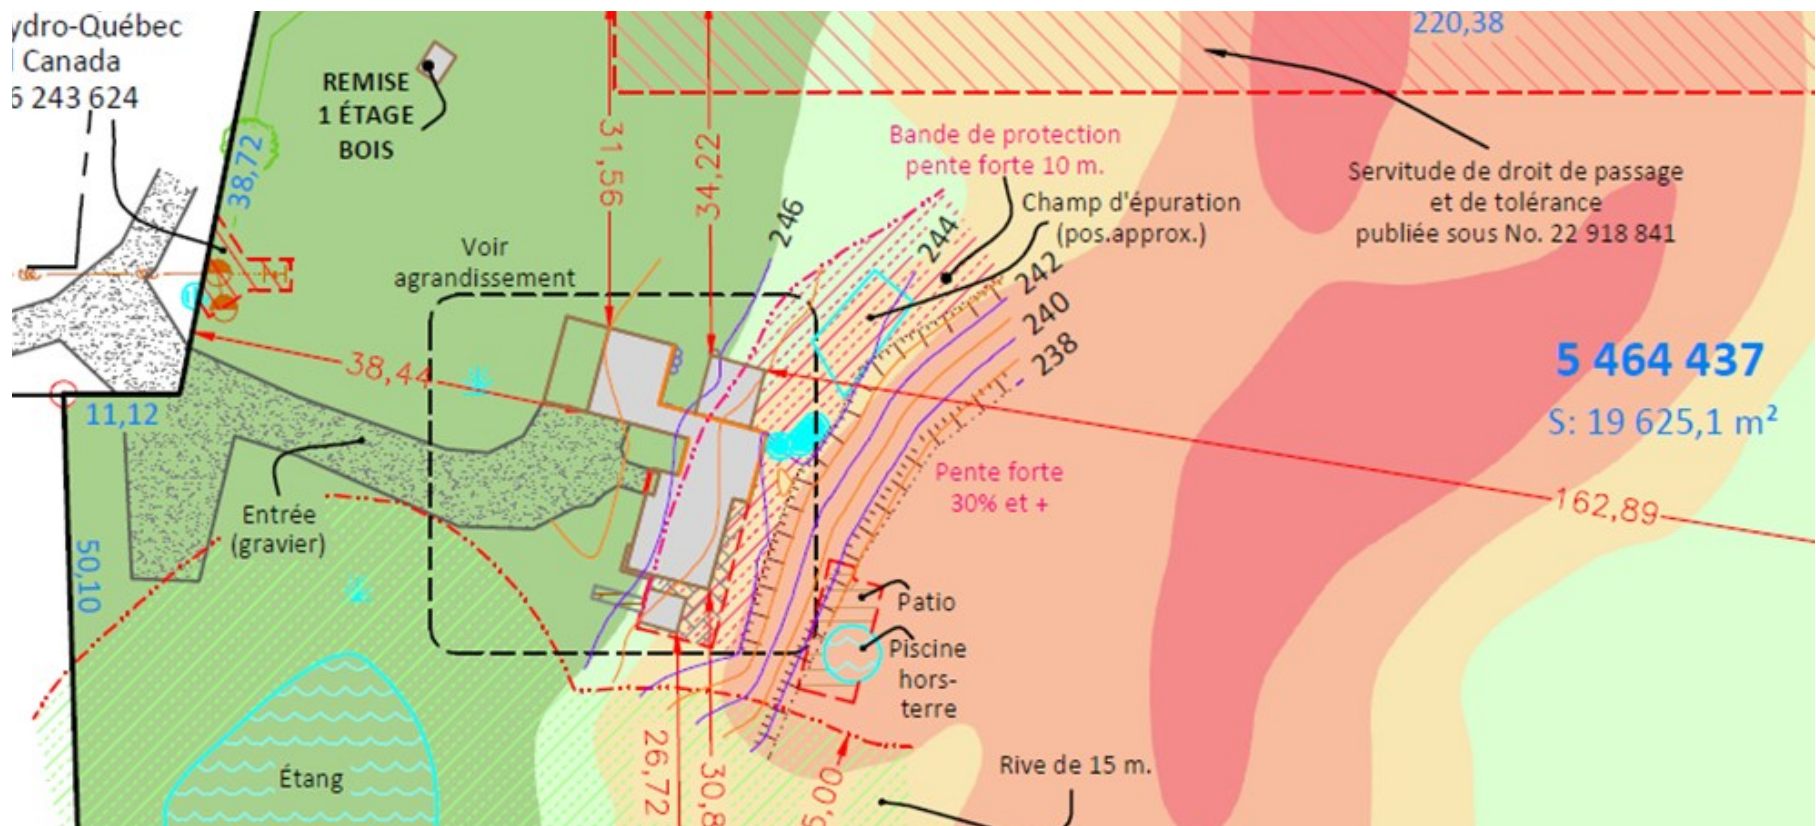 ydro-Québec
Canada
6 243 624
REMISE
1 ÉTAGE
BOIS
38,72
31,56
34,22
220,38
Bande de protection
pente forte 10 m.
Champ d'épuration
(pos.approx.)
Servitude de droit de passage
et de tolérance
publiée sous No. 22 918 841
Voir
agrandissement
246
244
242
240
238
38,44
11,12
5 464 437
S: 19 625,1 m²
Pente forte
30% et +
162,89
Entrée
(gravier)
50,10
Patio
Piscine
hors-
terre
Étang
26,72
30,8
Rive de 15 m.